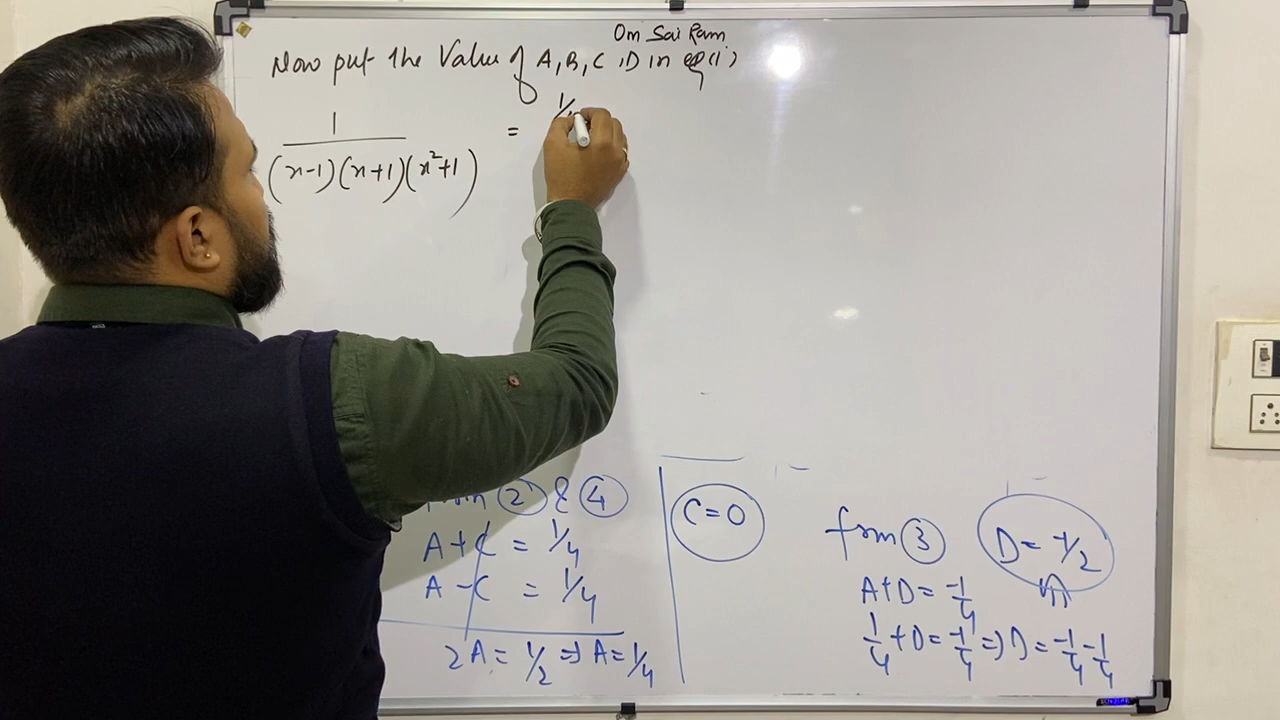 Om Sai Ram
Now put the Value of A, B, C, D in eq (i)
1 / (x-1)(x+1)(x²+1) = 1/4
② & ④
A + C = 1/4
A - C = 1/4
2A = 1/2 ⇒ A = 1/4
C = 0
from ③
D = -1/2
A + D = -1/4
1/4 + D = -1/4 ⇒ D = -1/4 - 1/4